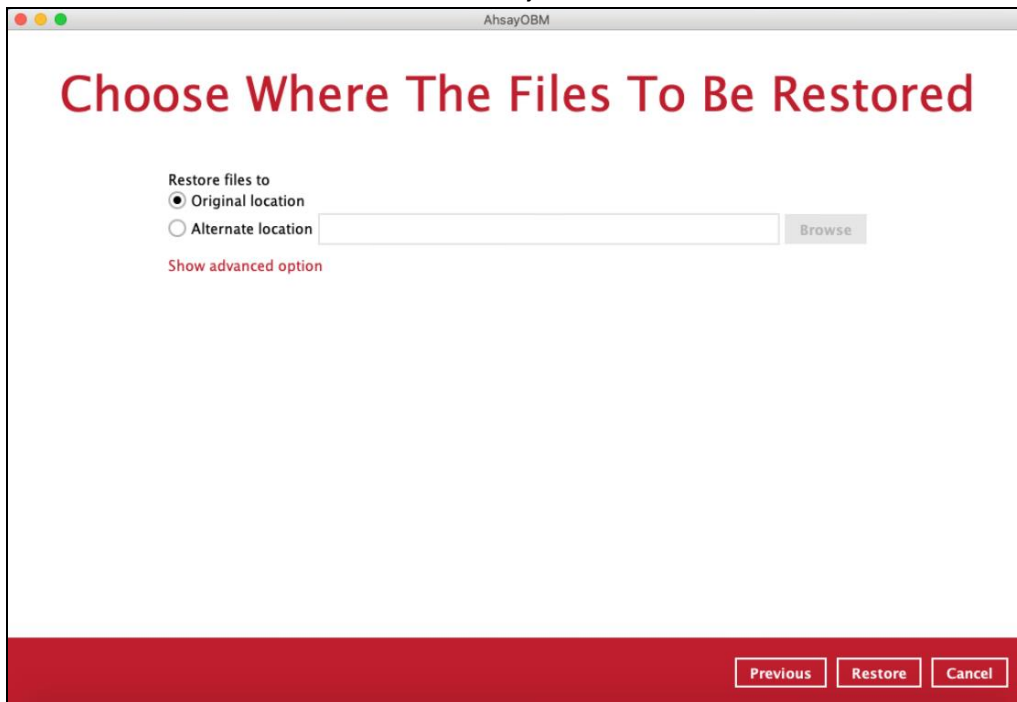 AhsayOBM
Choose Where The Files To Be Restored
Restore files to
Original location
Alternate location Browse
Show advanced option
Previous Restore Cancel